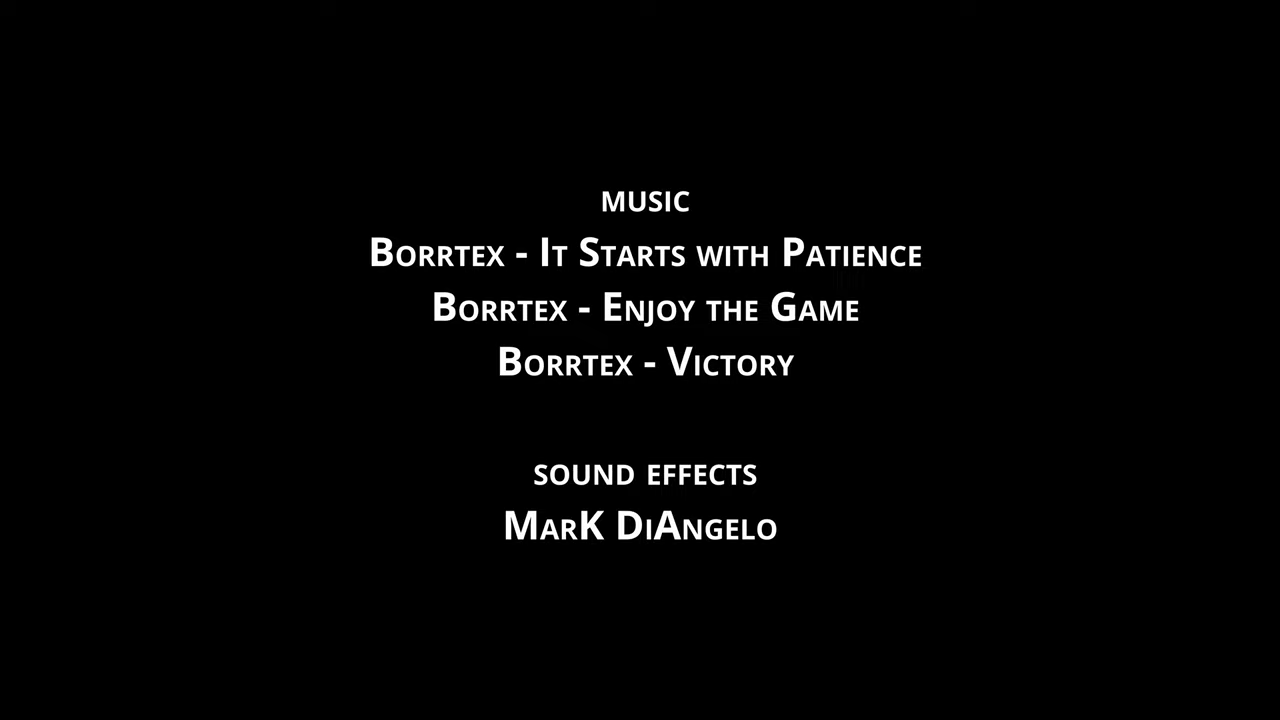 MUSIC
Borrtex - It Starts with Patience
Borrtex - Enjoy the Game
Borrtex - Victory
SOUND EFFECTS
MarK DiAngelo